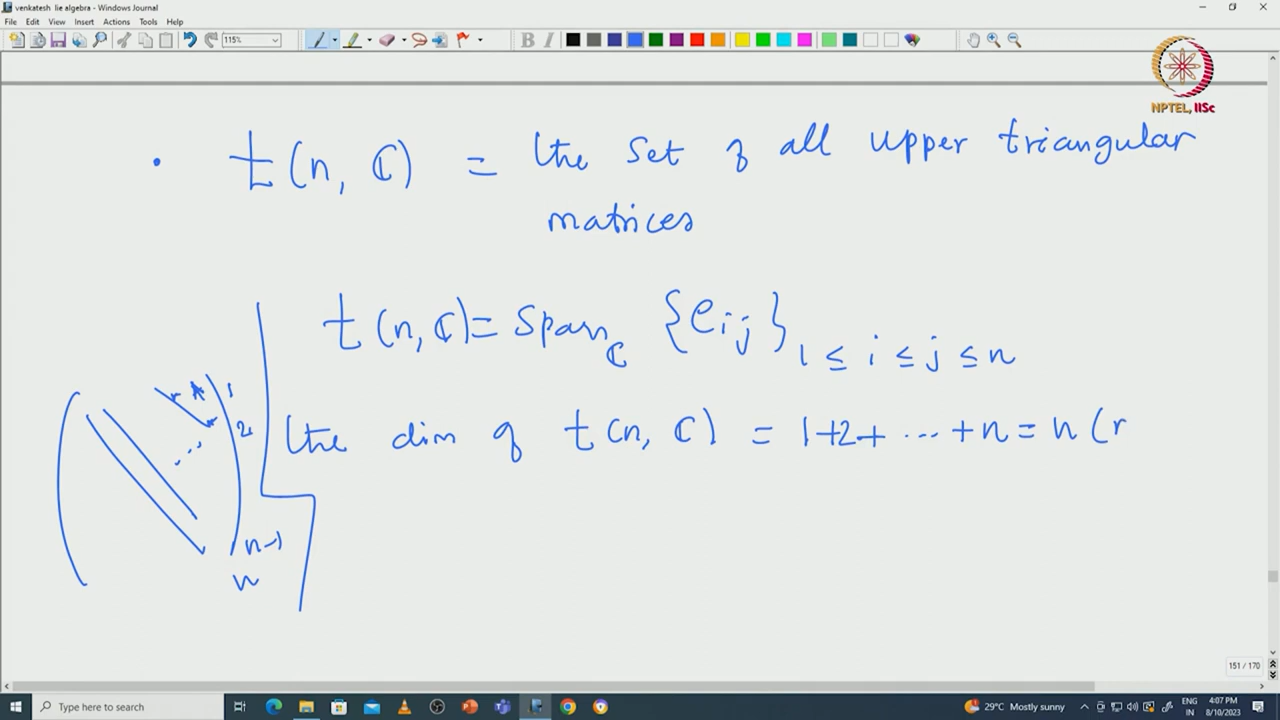 venkatesh lie algebra - Windows Journal
File Edit View Insert Actions Tools Help
115%
B I
NPTEL, IISc
• t(n, ℂ) = the set of all upper triangular
matrices
t(n, ℂ) = Span_ℂ {e_ij}_{1 ≤ i ≤ j ≤ n}
the dim of t(n, ℂ) = 1+2+ ... +n = n (
* 1
2
n-1
n
151 / 170
Type here to search
29°C Mostly sunny
ENG
IN
4:07 PM
8/10/2023